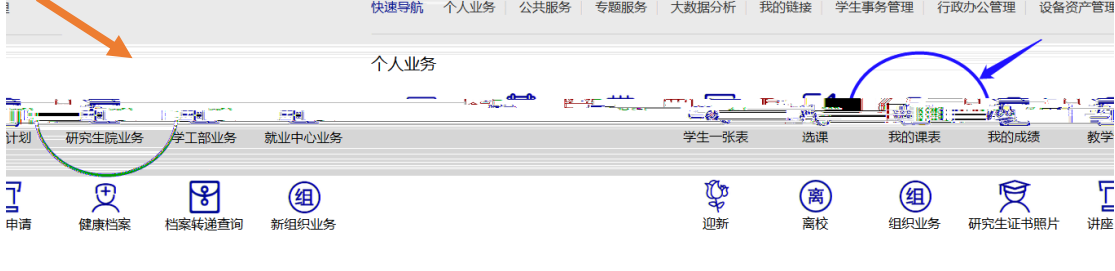 快速导航 个人业务 公共服务 专题服务 大数据分析 我的链接 学生事务管理 行政办公管理 设备资产管理
个人业务
计划 研究生院业务 学工部业务 就业中心业务 学生一张表 选课 我的课表 我的成绩 教学
组 离 组
申请 健康档案 档案转递查询 新组织业务 迎新 离校 组织业务 研究生证书照片 讲座